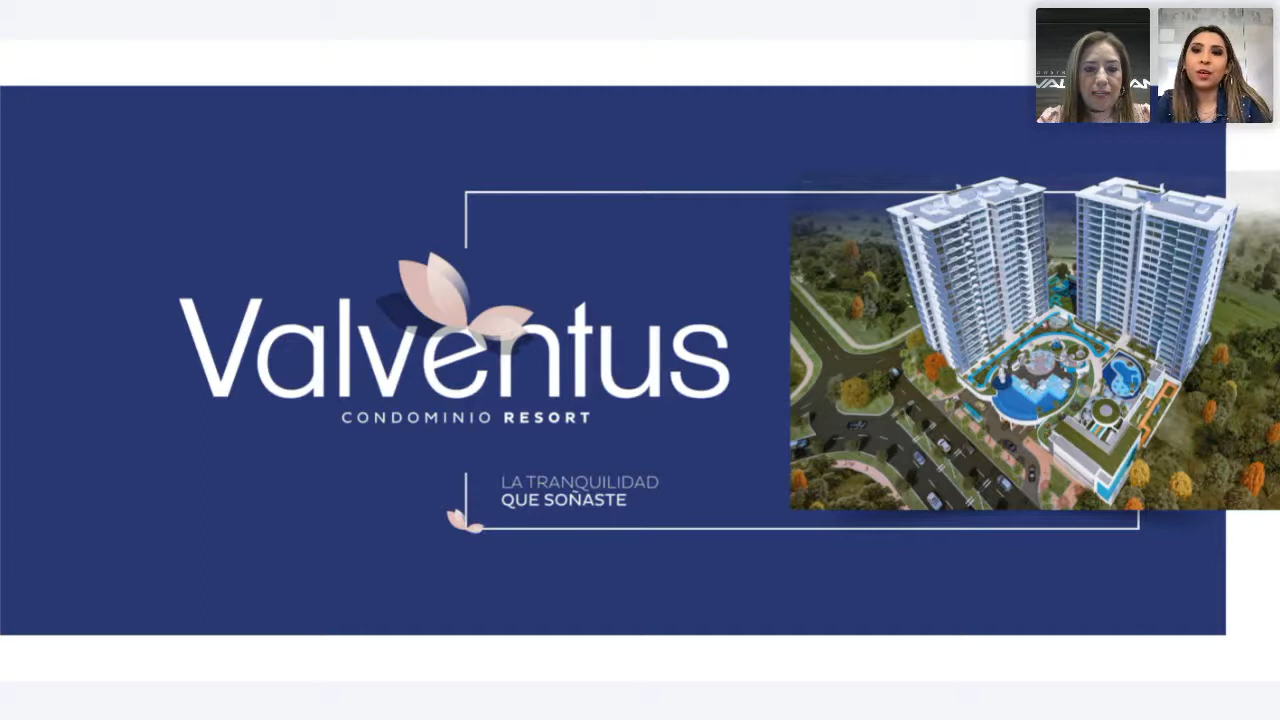 Valventus
CONDOMINIO RESORT
LA TRANQUILIDAD
QUE SOÑASTE